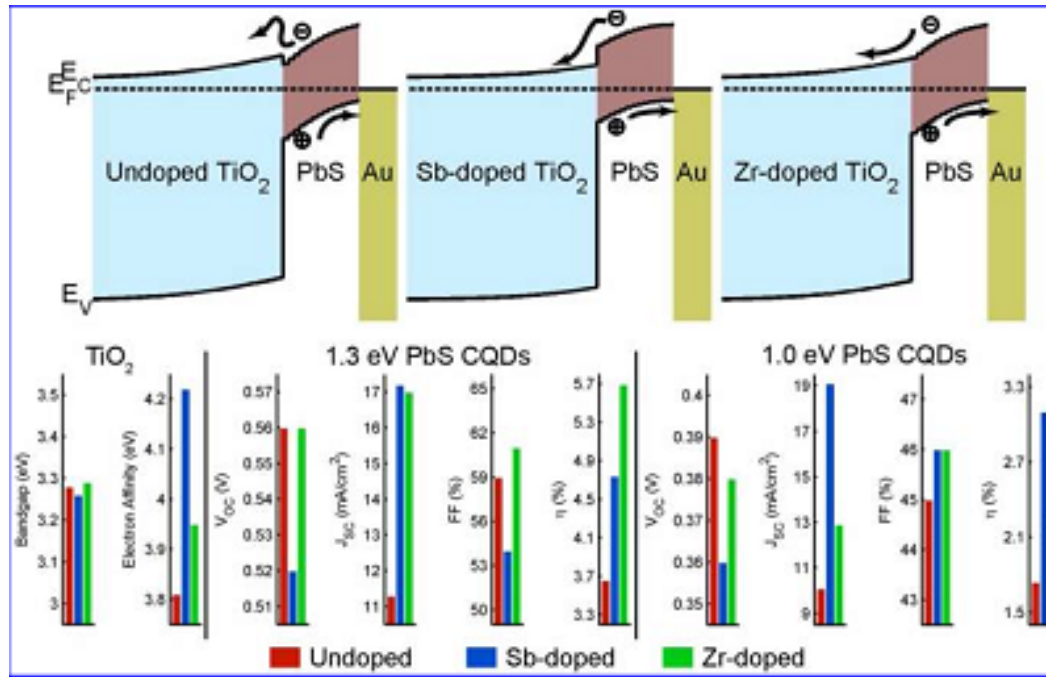 E_C
E_F
Undoped TiO₂ PbS Au
Sb-doped TiO₂ PbS Au
Zr-doped TiO₂ PbS Au
E_V
TiO₂
1.3 eV PbS CQDs
1.0 eV PbS CQDs
Bandgap (eV)
3.5
3.4
3.3
3.2
3.1
3
Electron Affinity (eV)
4.2
4.1
4
3.9
3.8
V_OC (V)
0.57
0.56
0.55
0.54
0.53
0.52
0.51
J_SC (mA/cm²)
17
16
15
14
13
12
11
FF (%)
65
62
59
56
53
50
η (%)
5.7
5.2
4.7
4.2
3.7
3.2
V_OC (V)
0.4
0.39
0.38
0.37
0.36
0.35
J_SC (mA/cm²)
19
17
15
13
11
9
FF (%)
47
46
45
44
43
η (%)
3.3
2.7
2.1
1.5
Undoped Sb-doped Zr-doped